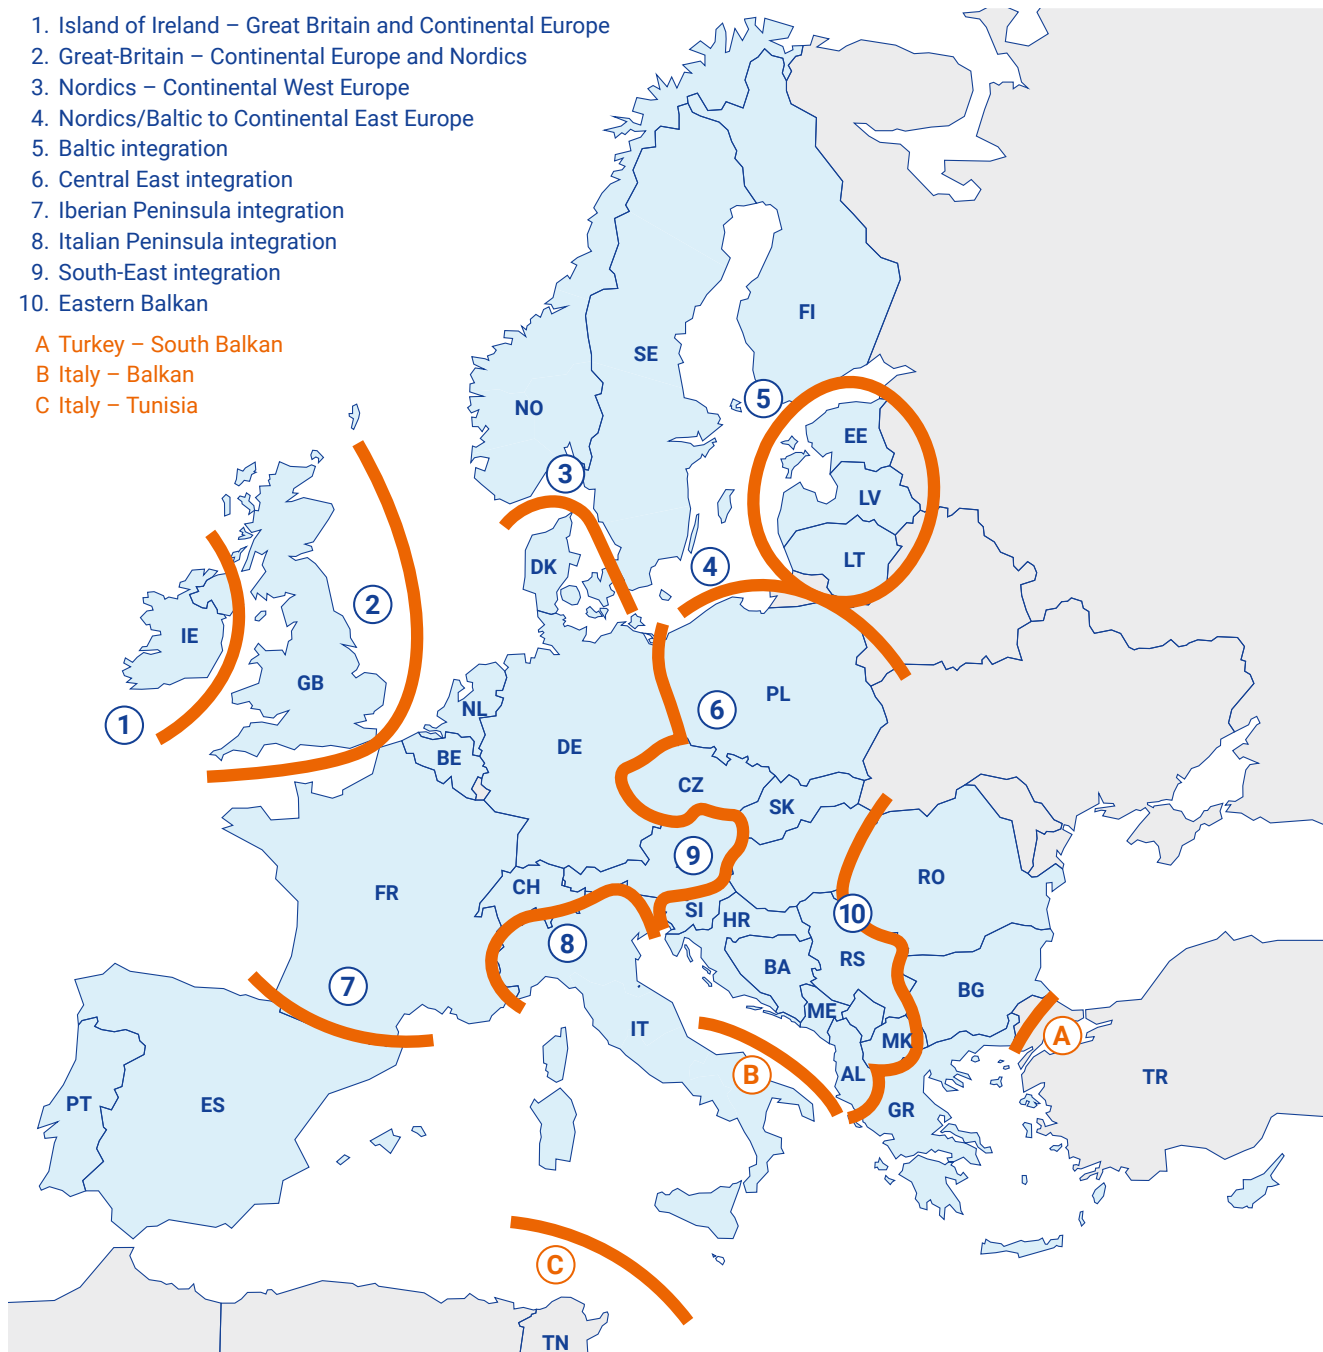 1. Island of Ireland – Great Britain and Continental Europe
2. Great-Britain – Continental Europe and Nordics
3. Nordics – Continental West Europe
4. Nordics/Baltic to Continental East Europe
5. Baltic integration
6. Central East integration
7. Iberian Peninsula integration
8. Italian Peninsula integration
9. South-East integration
10. Eastern Balkan
A Turkey – South Balkan
B Italy – Balkan
C Italy – Tunisia
FI
SE
NO
5
EE
3
LV
LT
DK
4
2
IE
GB
PL
NL
6
1
DE
BE
CZ
SK
9
RO
CH
FR
SI
HR
10
8
RS
BA
7
BG
ME
IT
A
MK
B
AL
TR
PT
ES
GR
C
TN